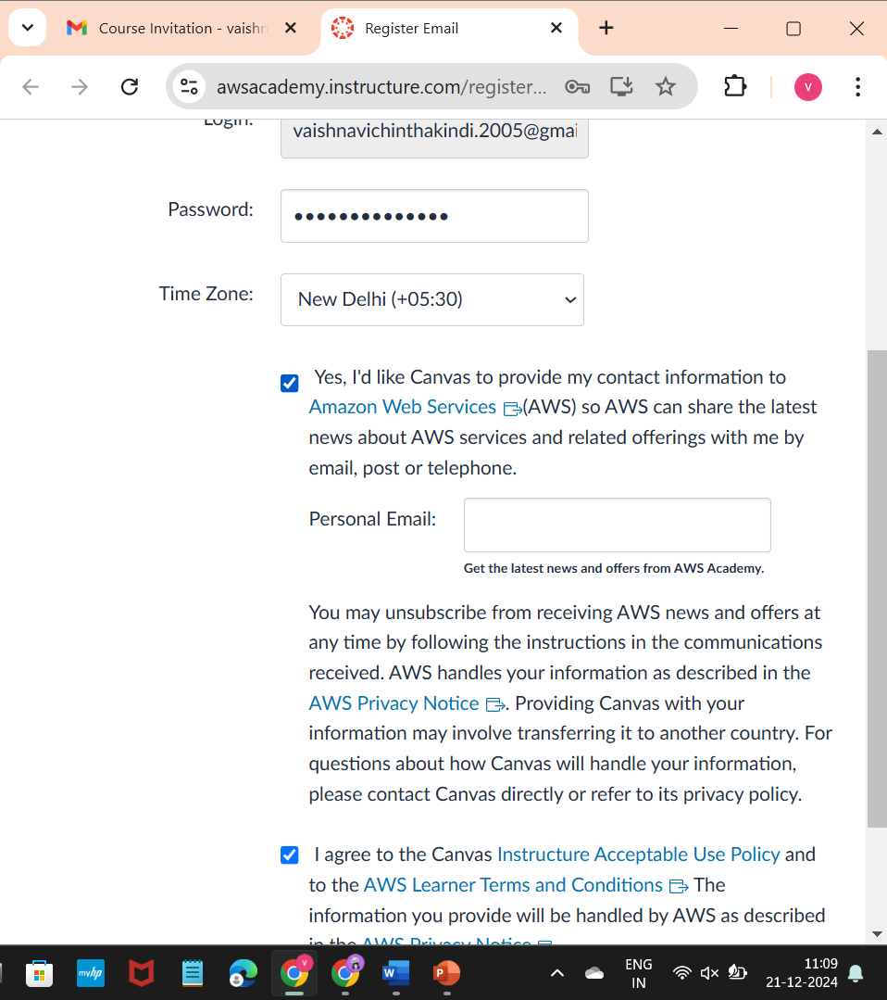 Course Invitation - vaishn
Register Email
awsacademy.instructure.com/register...
V
Login:
vaishnavichinthakindi.2005@gmai
Password:
••••••••••••••
Time Zone:
New Delhi (+05:30)
Yes, I'd like Canvas to provide my contact information to
Amazon Web Services (AWS) so AWS can share the latest
news about AWS services and related offerings with me by
email, post or telephone.
Personal Email:
Get the latest news and offers from AWS Academy.
You may unsubscribe from receiving AWS news and offers at
any time by following the instructions in the communications
received. AWS handles your information as described in the
AWS Privacy Notice. Providing Canvas with your
information may involve transferring it to another country. For
questions about how Canvas will handle your information,
please contact Canvas directly or refer to its privacy policy.
I agree to the Canvas Instructure Acceptable Use Policy and
to the AWS Learner Terms and Conditions The
information you provide will be handled by AWS as described
in the AWS Privacy Notice
myhp
V
W
P
ENG
IN
11:09
21-12-2024